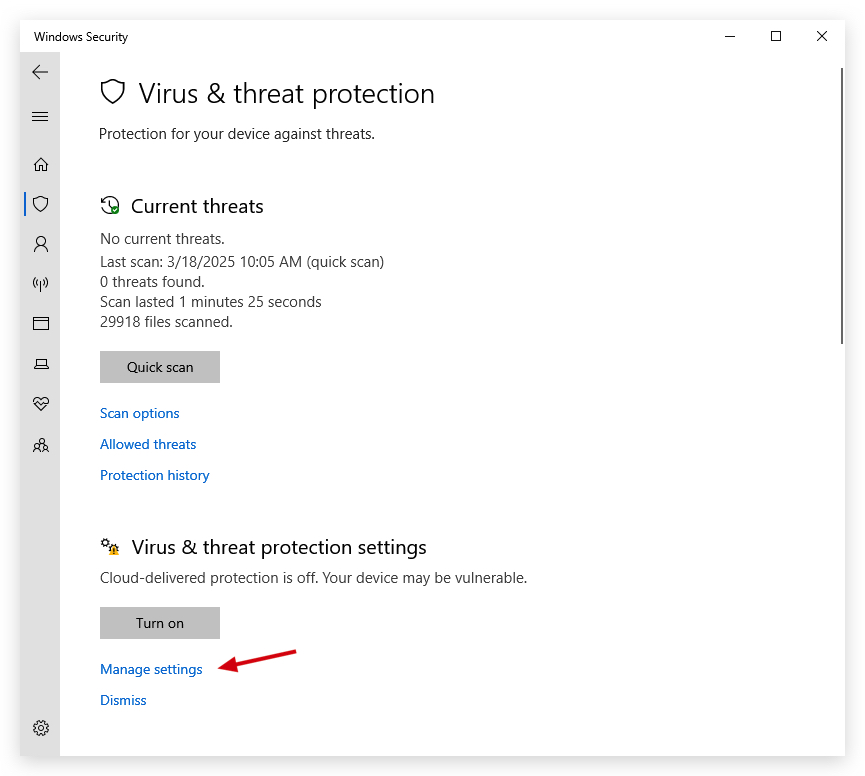 Windows Security
Virus & threat protection
Protection for your device against threats.
Current threats
No current threats.
Last scan: 3/18/2025 10:05 AM (quick scan)
0 threats found.
Scan lasted 1 minutes 25 seconds
29918 files scanned.
Quick scan
Scan options
Allowed threats
Protection history
Virus & threat protection settings
Cloud-delivered protection is off. Your device may be vulnerable.
Turn on
Manage settings
Dismiss